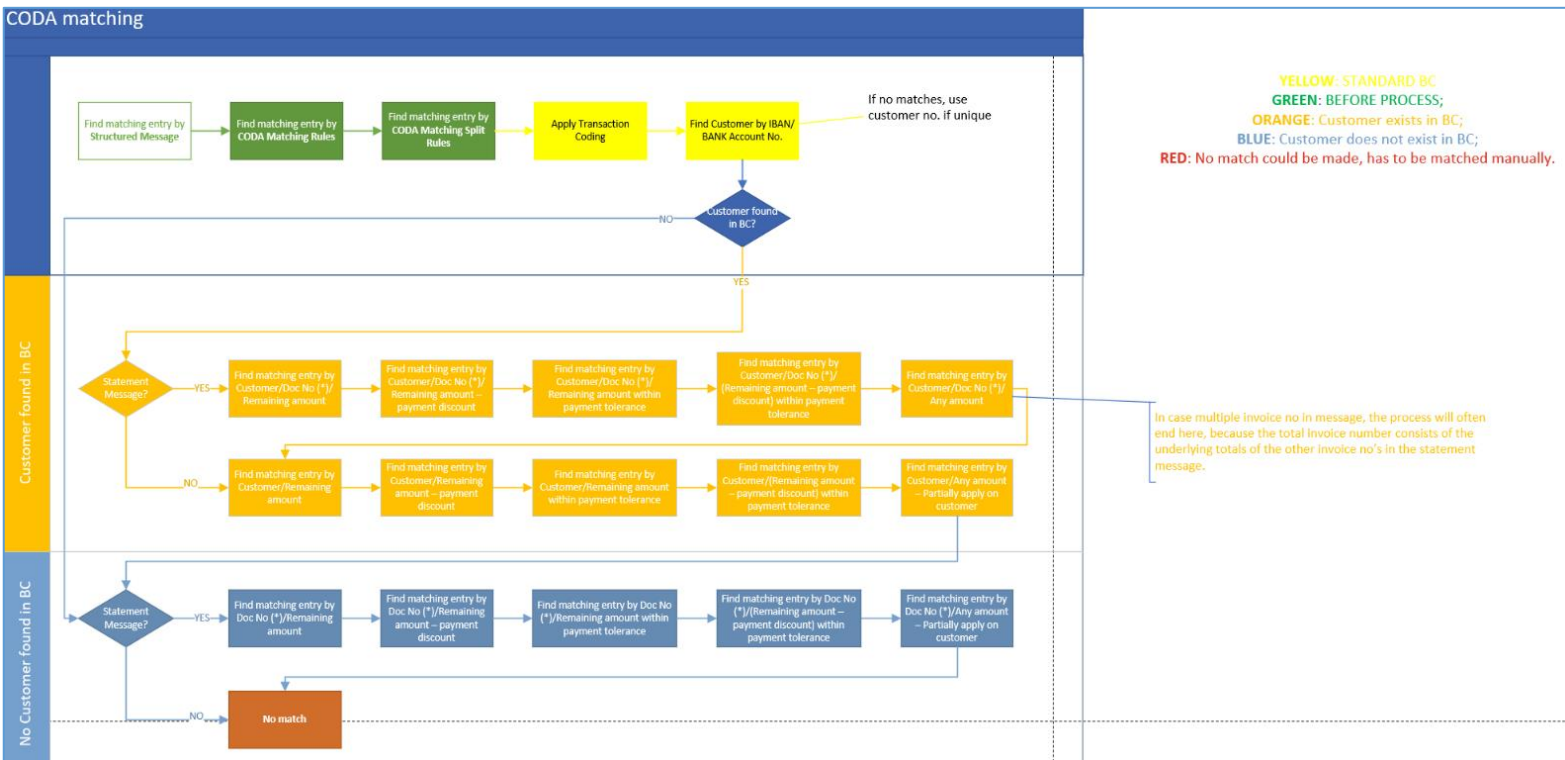 CODA matching
Find matching entry by
Structured Message
Find matching entry by
CODA Matching Rules
Find matching entry by
CODA Matching Split
Rules
Apply Transaction
Coding
Find Customer by IBAN/
BANK Account No.
If no matches, use
customer no. if unique
YELLOW: STANDARD BC
GREEN: BEFORE PROCESS;
ORANGE: Customer exists in BC;
BLUE: Customer does not exist in BC;
RED: No match could be made, has to be matched manually.
Customer found
in BC?
NO
YES
Customer found in BC
Statement
Message?
YES
Find matching entry by
Customer/Doc No (*)/
Remaining amount
Find matching entry by
Customer/Doc No (*)/
Remaining amount –
payment discount
Find matching entry by
Customer/Doc No (*)/
Remaining amount within
payment tolerance
Find matching entry by
Customer/Doc No (*)/
(Remaining amount – payment
discount) within payment
tolerance
Find matching entry by
Customer/Doc No (*)/
Any amount
In case multiple invoice no in message, the process will often
end here, because the total invoice number consists of the
underlying totals of the other invoice no's in the statement
message.
NO
Find matching entry by
Customer/Remaining
amount
Find matching entry by
Customer/Remaining
amount – payment
discount
Find matching entry by
Customer/Remaining amount
within payment tolerance
Find matching entry by
Customer/(Remaining amount
– payment discount) within
payment tolerance
Find matching entry by
Customer/Any amount
– Partially apply on
customer
No Customer found in BC
Statement
Message?
YES
Find matching entry by
Doc No (*)/Remaining
amount
Find matching entry by
Doc No (*)/Remaining
amount – payment
discount
Find matching entry by Doc No
(*)/Remaining amount within
payment tolerance
Find matching entry by Doc No
(*)/(Remaining amount –
payment discount) within
payment tolerance
Find matching entry by
Doc No (*)/Any amount
– Partially apply on
customer
NO
No match